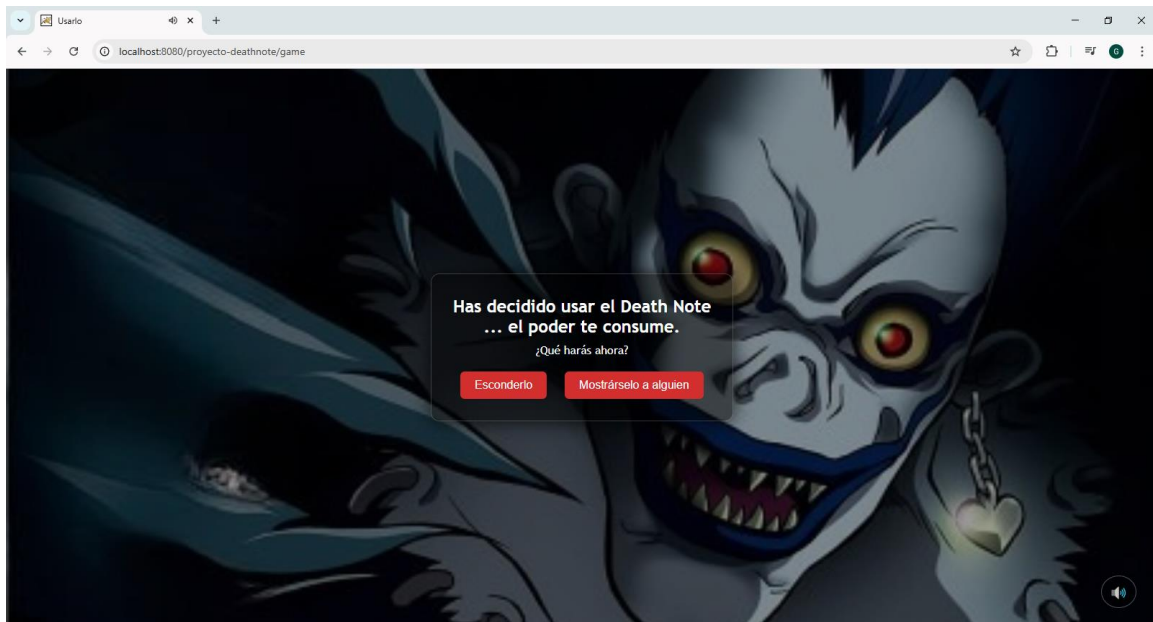 Usarlo
localhost:8080/proyecto-deathnote/game
G
Has decidido usar el Death Note
... el poder te consume.
¿Qué harás ahora?
Esconderlo
Mostrárselo a alguien